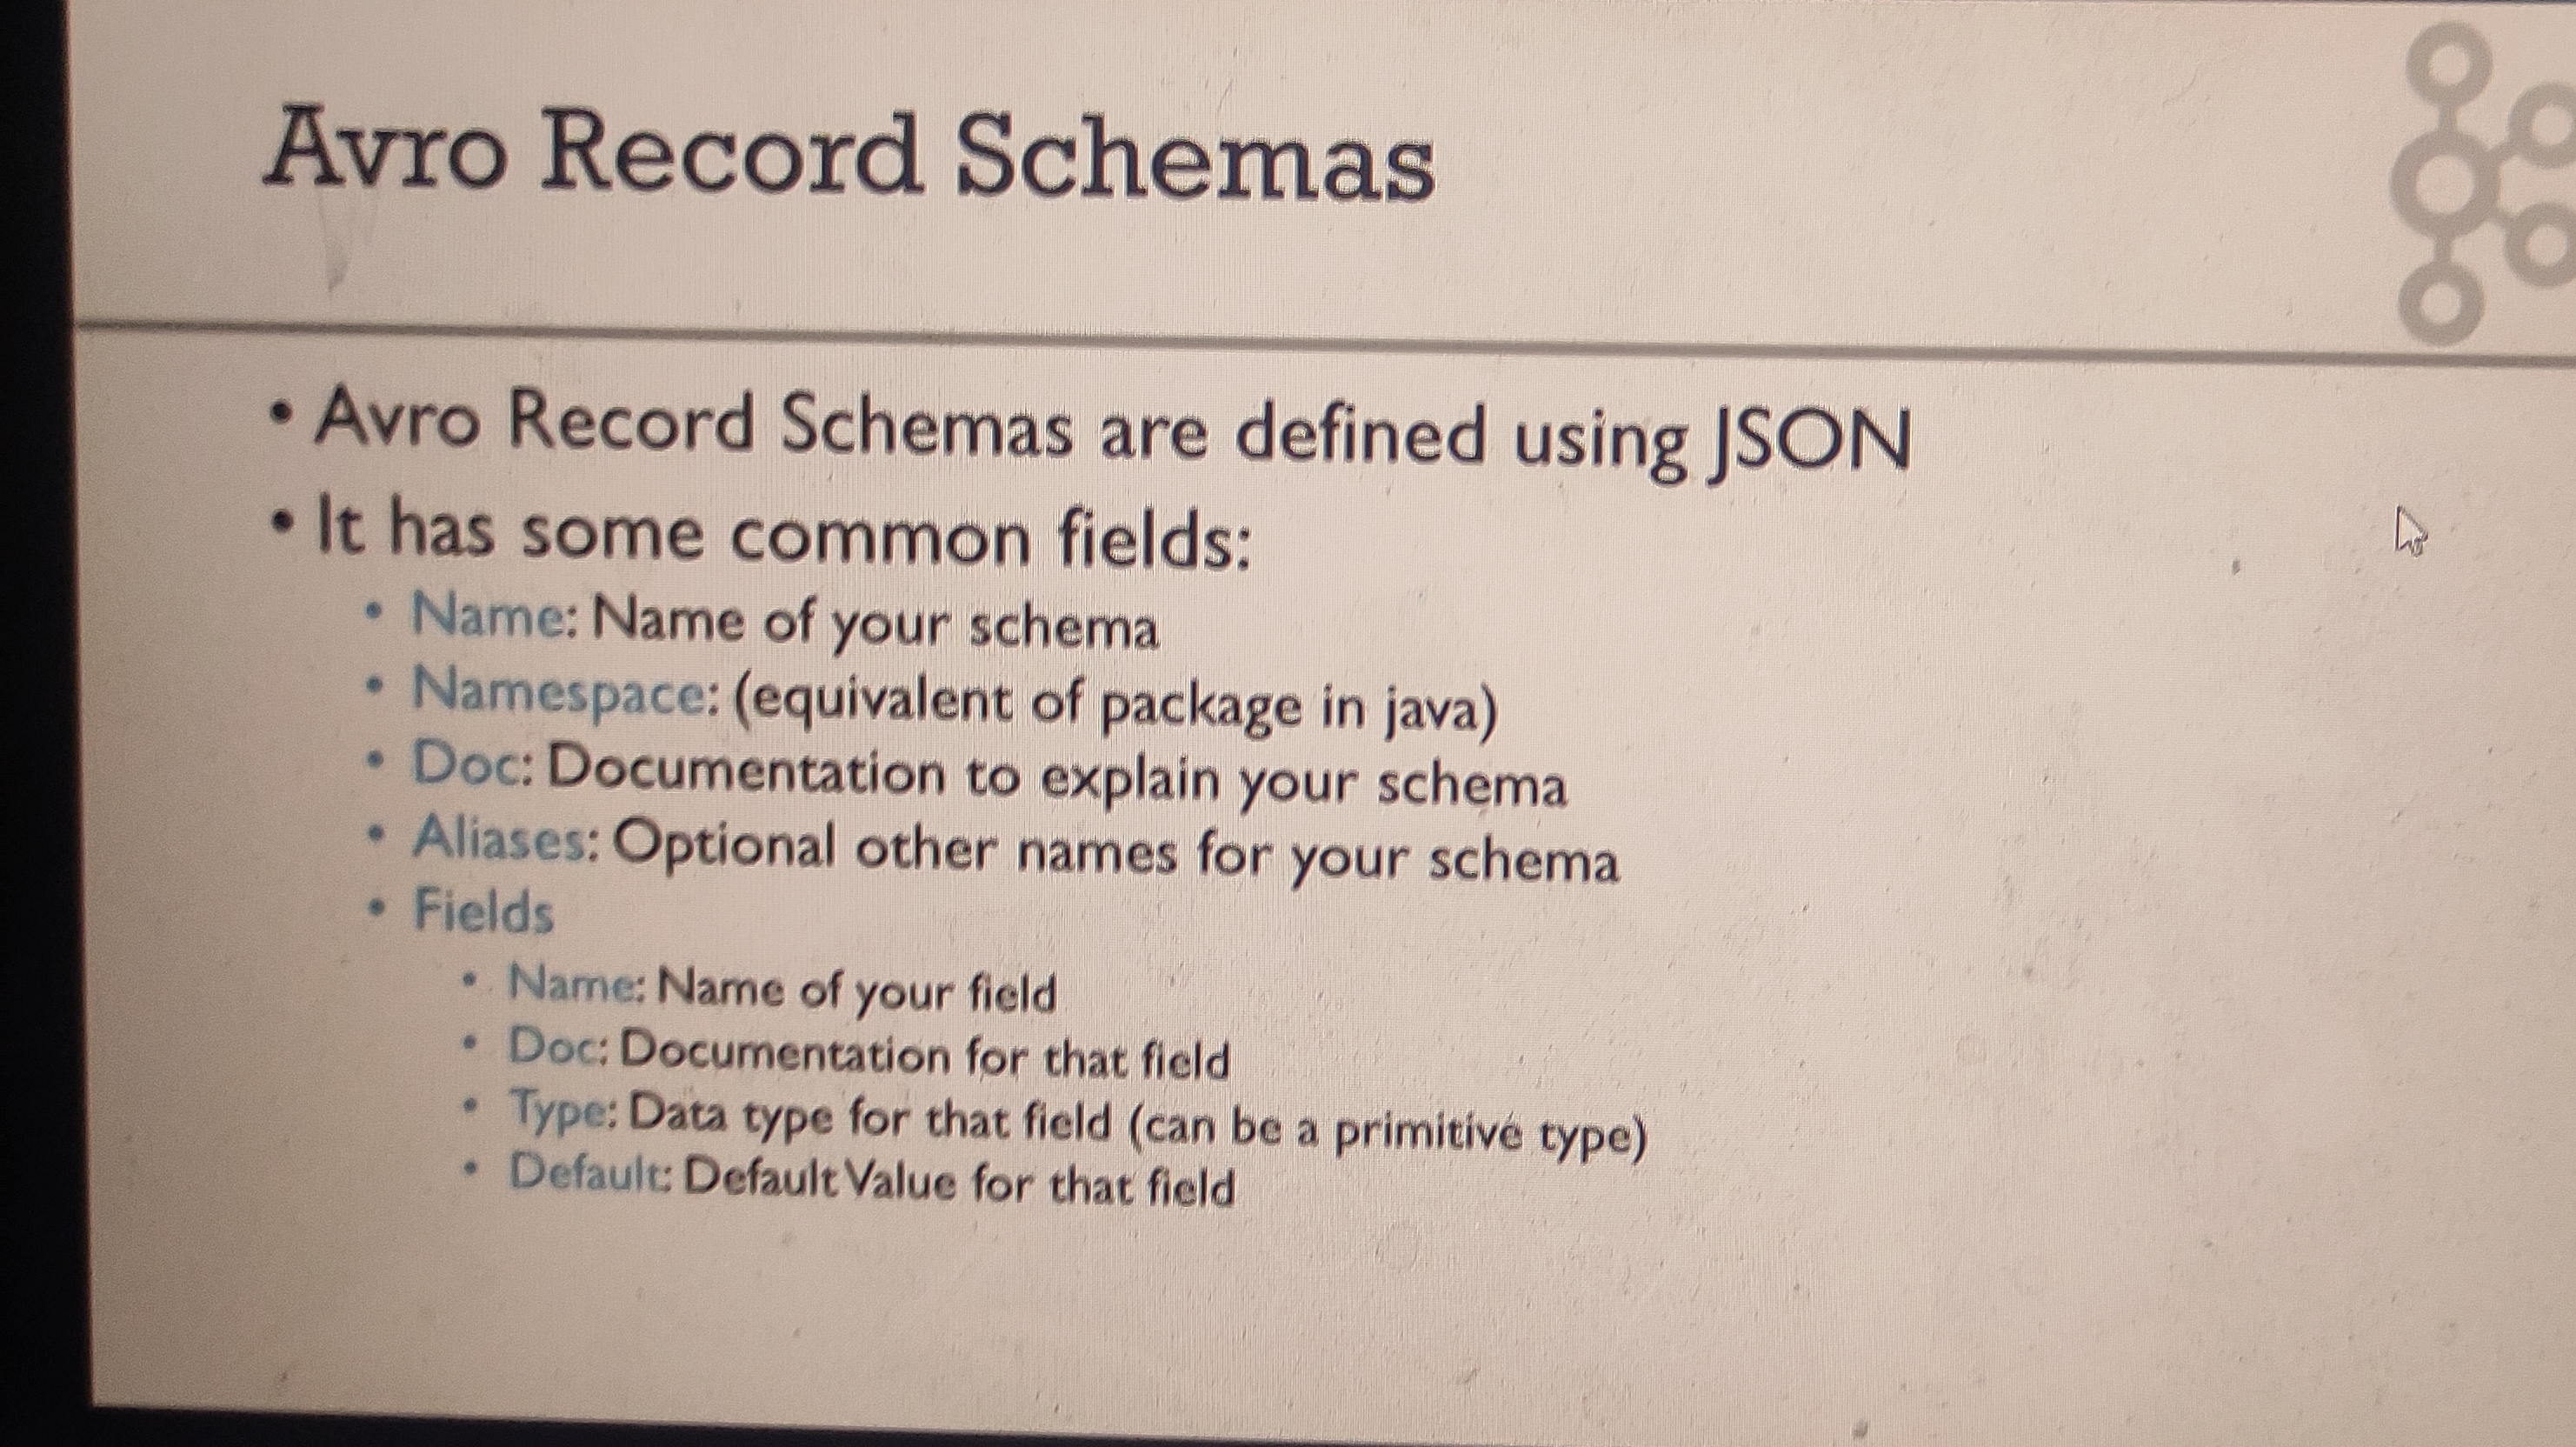 Avro Record Schemas
• Avro Record Schemas are defined using JSON
• It has some common fields:
• Name: Name of your schema
• Namespace: (equivalent of package in java)
• Doc: Documentation to explain your schema
• Aliases: Optional other names for your schema
• Fields
• Name: Name of your field
• Doc: Documentation for that field
• Type: Data type for that field (can be a primitive type)
• Default: Default Value for that field